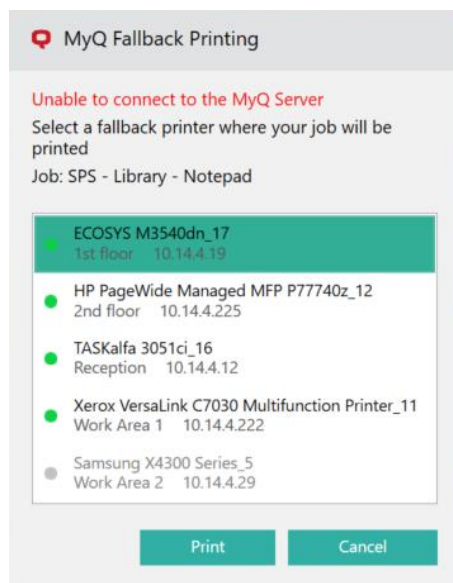 MyQ Fallback Printing
Unable to connect to the MyQ Server
Select a fallback printer where your job will be
printed
Job: SPS - Library - Notepad
ECOSYS M3540dn_17
1st floor 10.14.4.19
HP PageWide Managed MFP P77740z_12
2nd floor 10.14.4.225
TASKalfa 3051ci_16
Reception 10.14.4.12
Xerox VersaLink C7030 Multifunction Printer_11
Work Area 1 10.14.4.222
Samsung X4300 Series_5
Work Area 2 10.14.4.29
Print Cancel